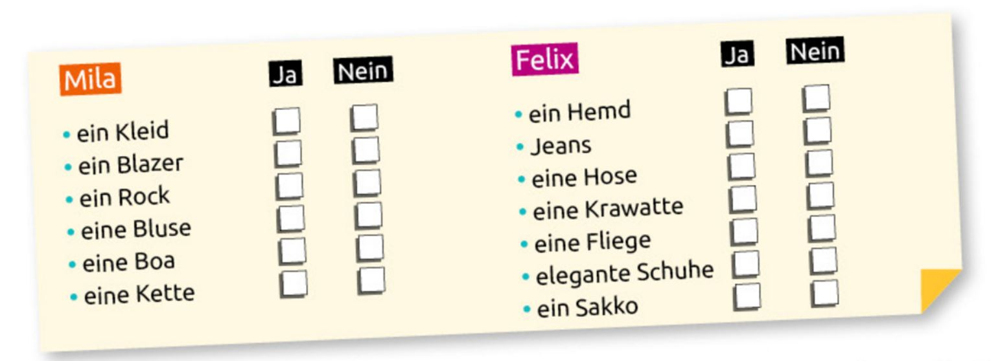 Mila Ja Nein
• ein Kleid
• ein Blazer
• ein Rock
• eine Bluse
• eine Boa
• eine Kette
Felix Ja Nein
• ein Hemd
• Jeans
• eine Hose
• eine Krawatte
• eine Fliege
• elegante Schuhe
• ein Sakko